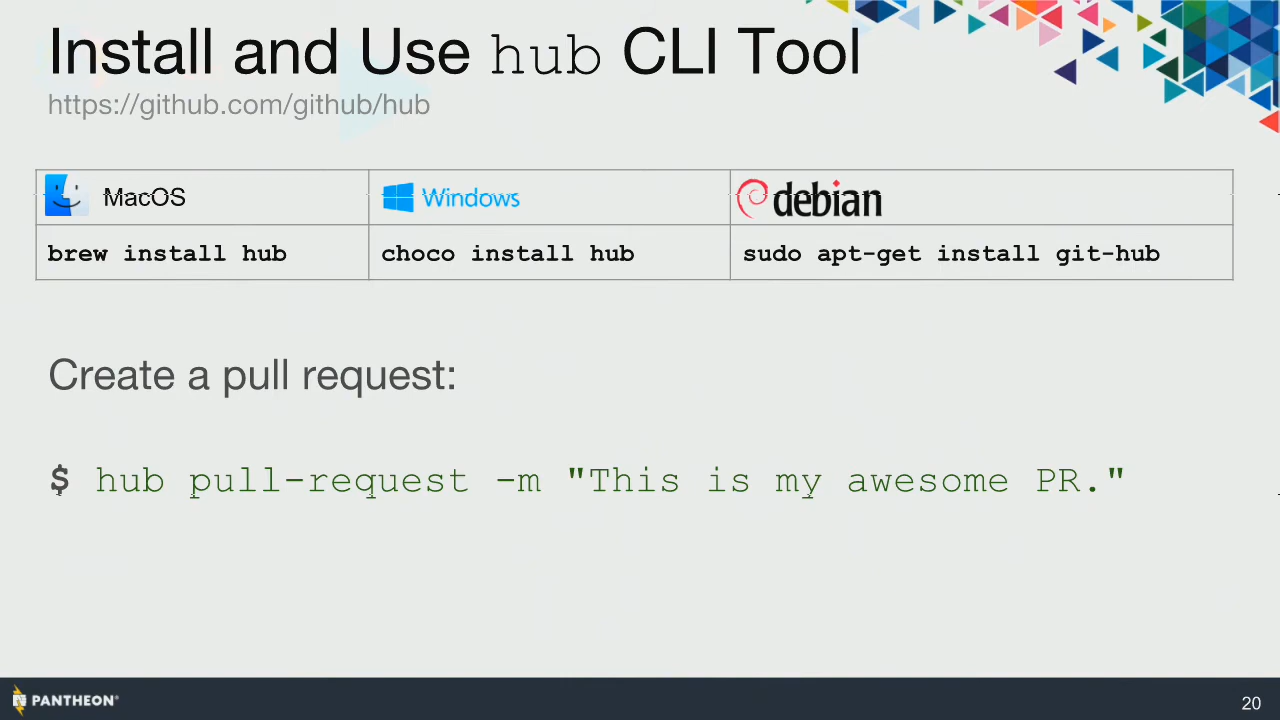 Install and Use hub CLI Tool
https://github.com/github/hub
MacOS
Windows
debian
brew install hub
choco install hub
sudo apt-get install git-hub
Create a pull request:
$ hub pull-request -m "This is my awesome PR."
PANTHEON
20